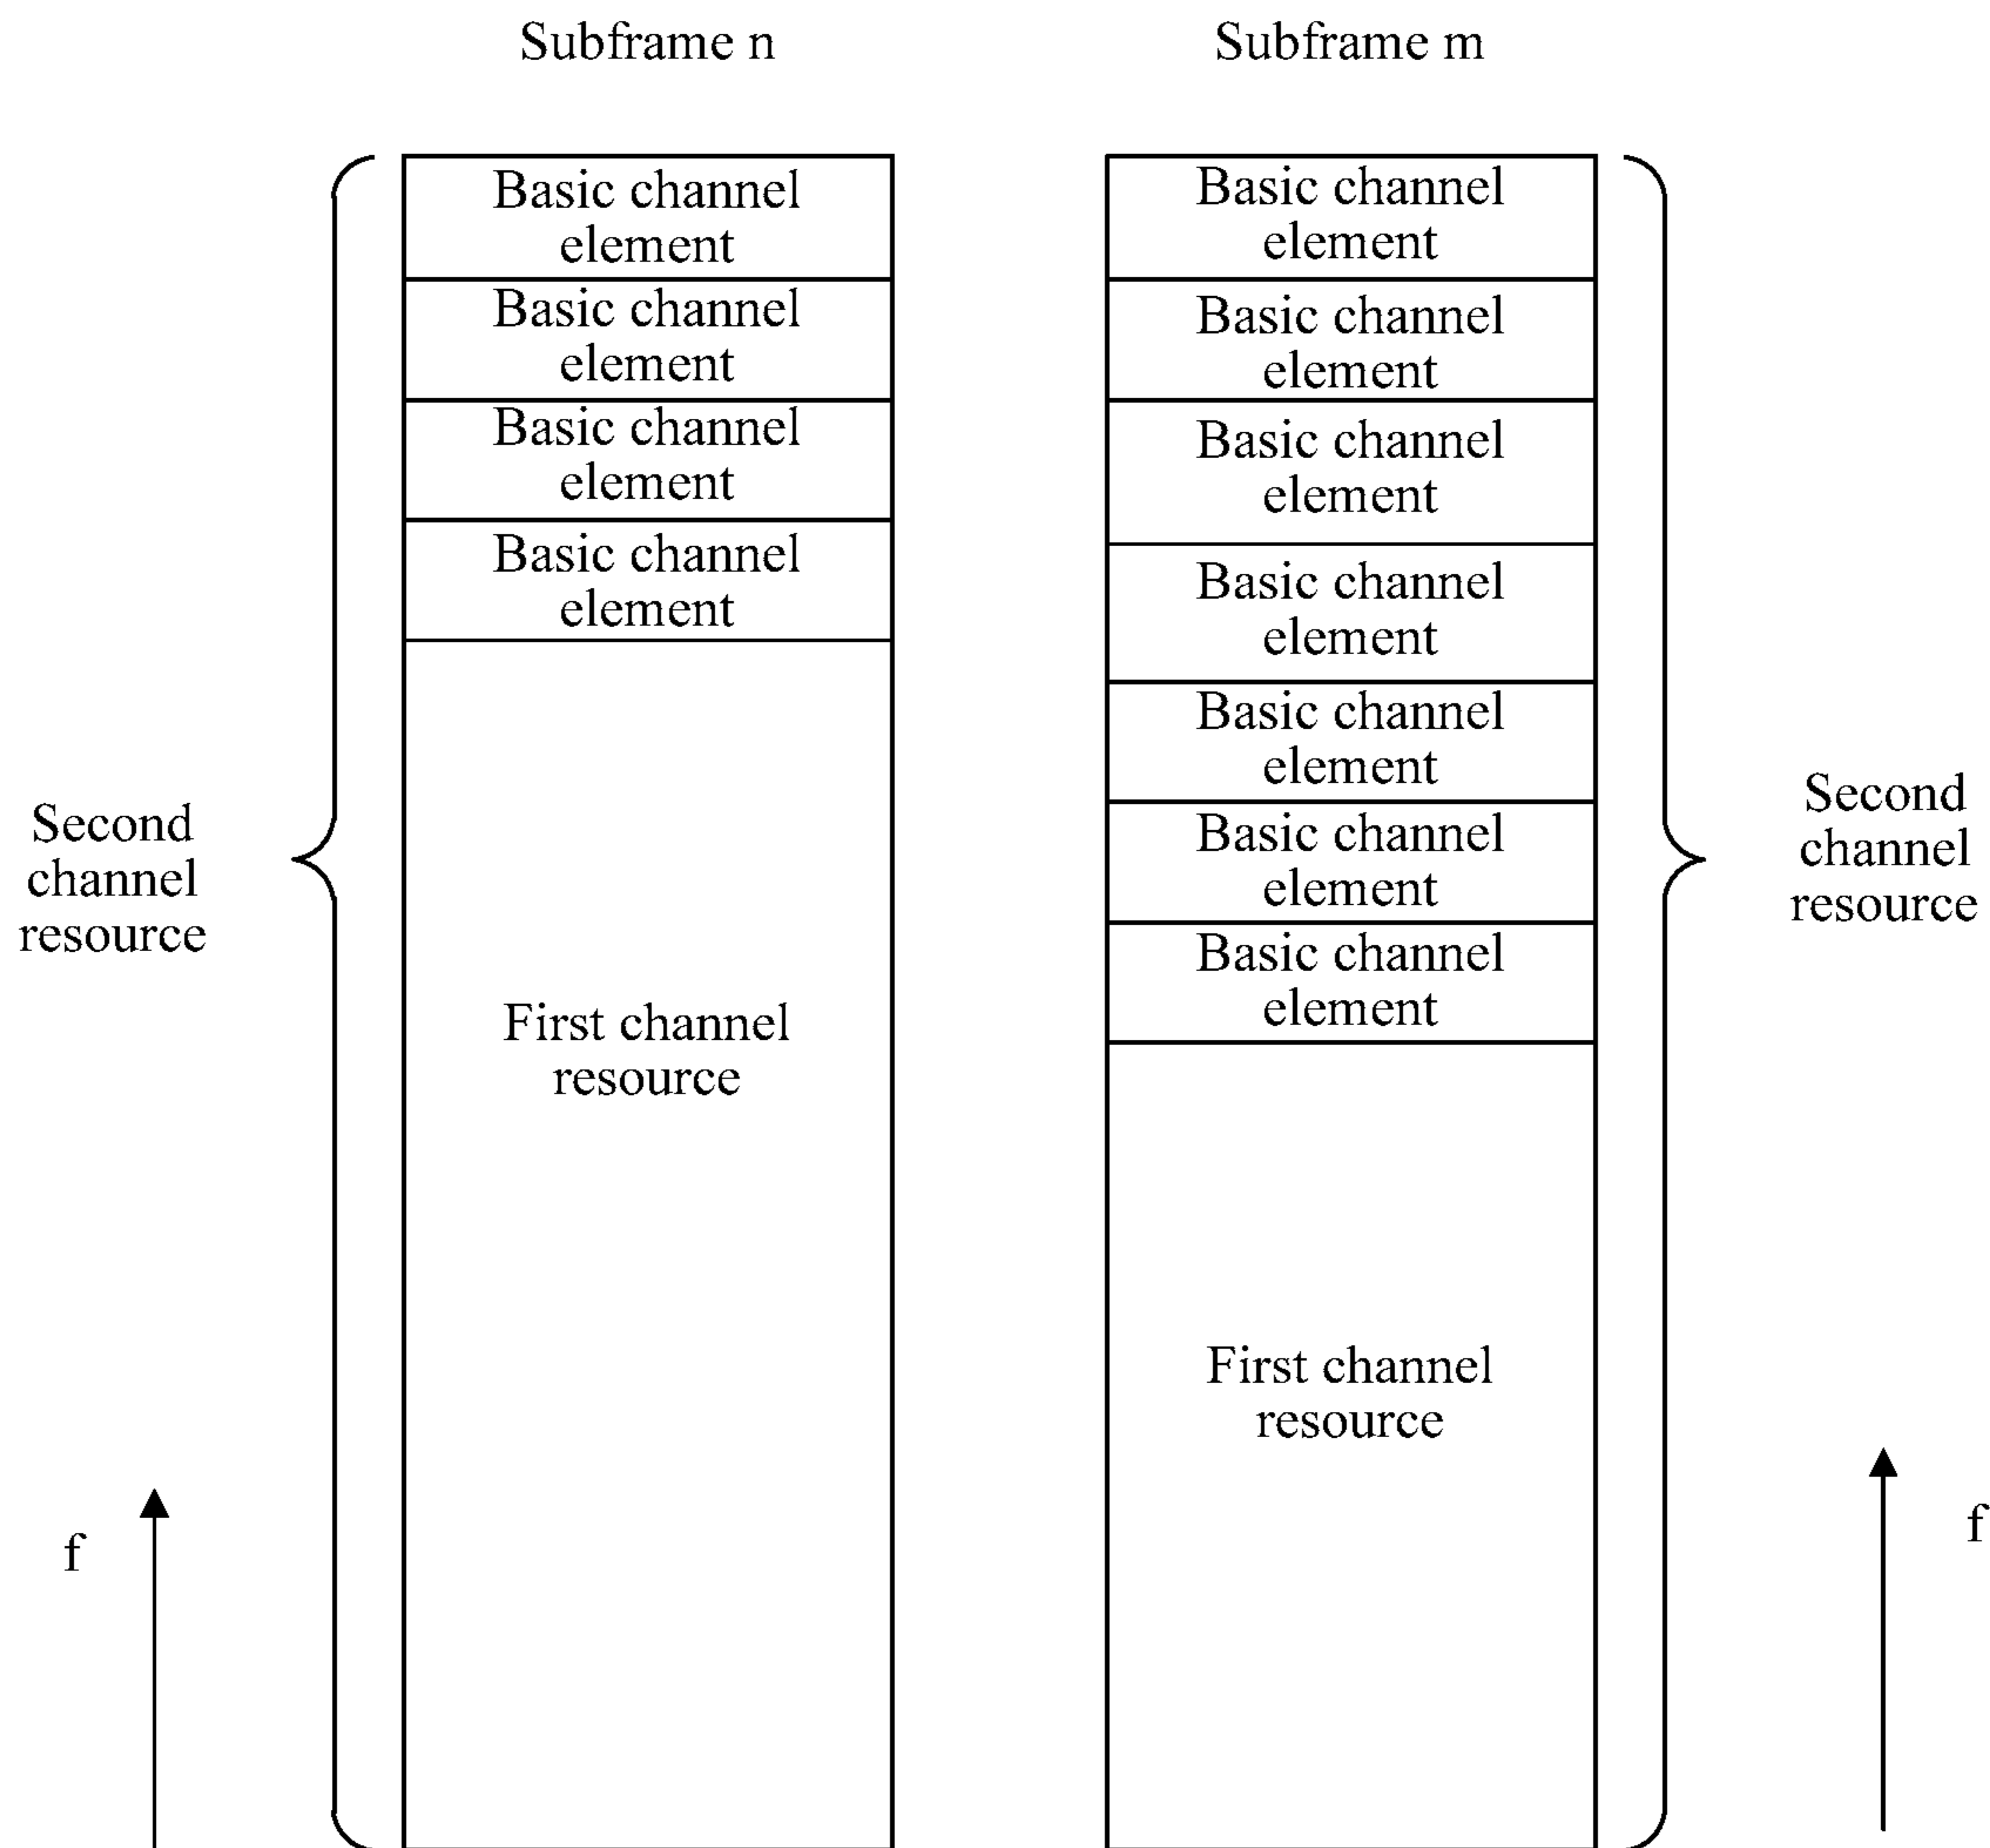 Subframe n
Basic channel
element
Basic channel
element
Basic channel
element
Basic channel
element
First channel
resource
Second
channel
resource
f
Subframe m
Basic channel
element
Basic channel
element
Basic channel
element
Basic channel
element
Basic channel
element
Basic channel
element
Basic channel
element
First channel
resource
Second
channel
resource
f